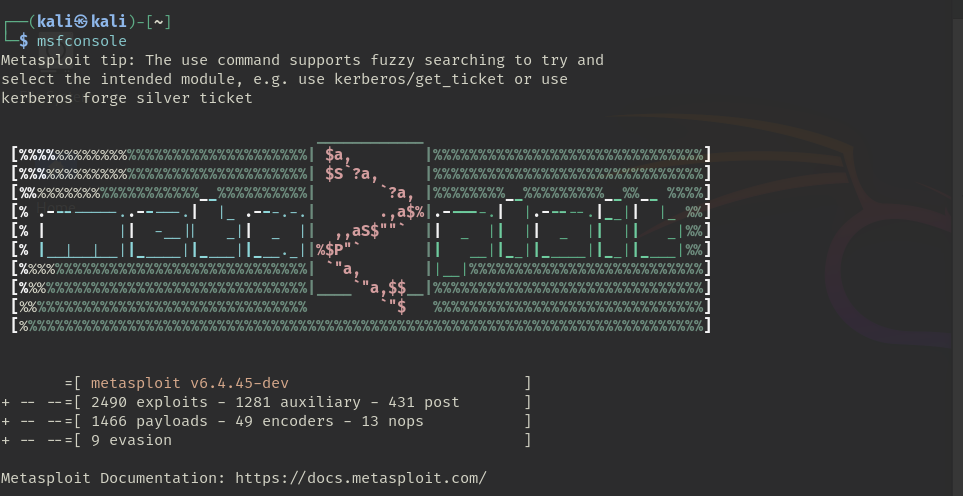 ┌──(kali㉿kali)-[~]
└─$ msfconsole
Metasploit tip: The use command supports fuzzy searching to try and
select the intended module, e.g. use kerberos/get_ticket or use
kerberos forge silver ticket
metasploit
=[ metasploit v6.4.45-dev ]
+ -- --=[ 2490 exploits - 1281 auxiliary - 431 post ]
+ -- --=[ 1466 payloads - 49 encoders - 13 nops ]
+ -- --=[ 9 evasion ]
Metasploit Documentation: https://docs.metasploit.com/